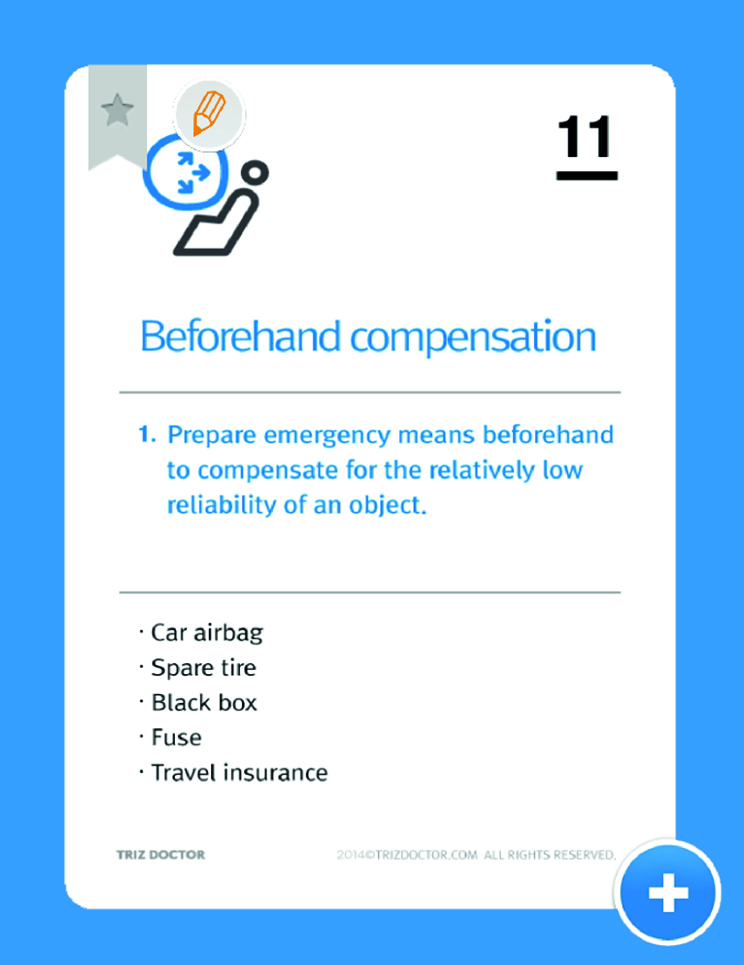 11
Beforehand compensation
1. Prepare emergency means beforehand
to compensate for the relatively low
reliability of an object.
· Car airbag
· Spare tire
· Black box
· Fuse
· Travel insurance
TRIZ DOCTOR 2014©TRIZDOCTOR.COM ALL RIGHTS RESERVED.